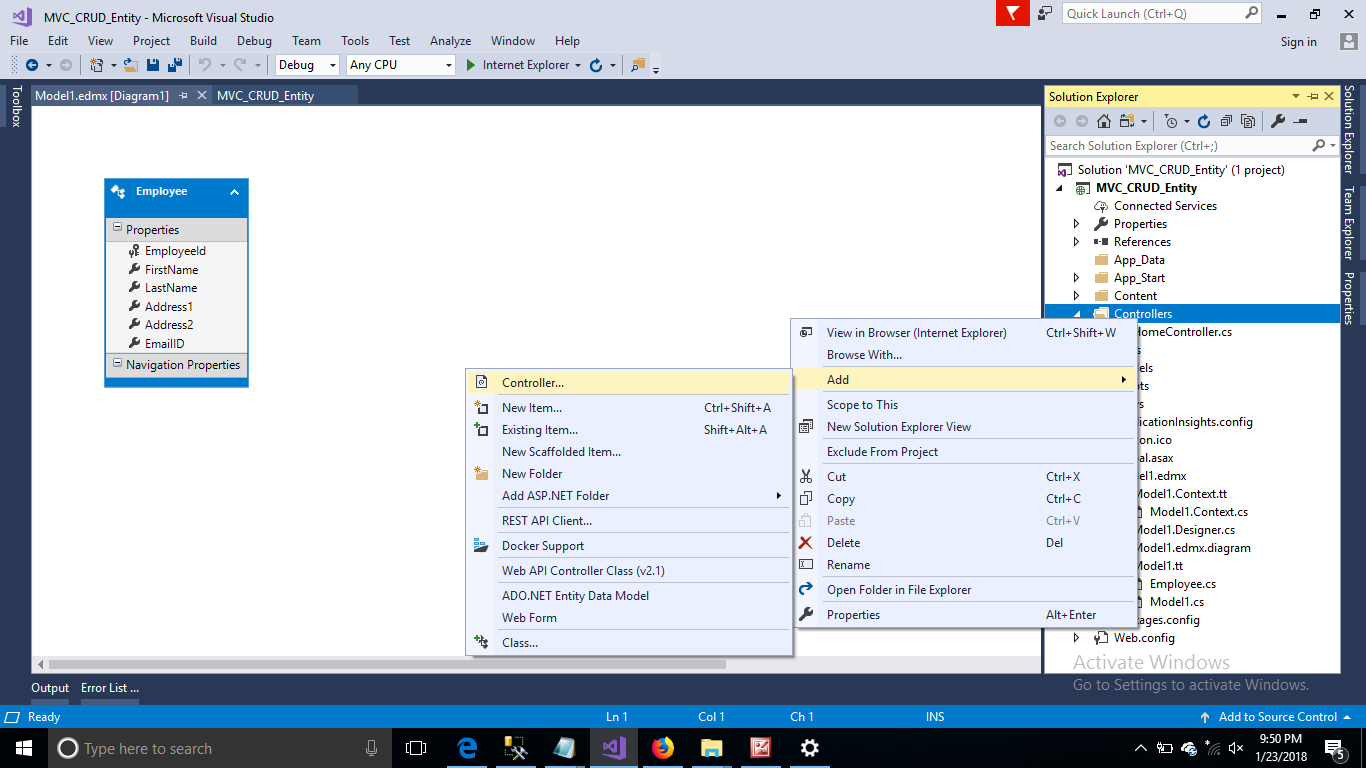 MVC_CRUD_Entity - Microsoft Visual Studio
Quick Launch (Ctrl+Q)
File Edit View Project Build Debug Team Tools Test Analyze Window Help
Sign in
Debug Any CPU Internet Explorer
Toolbox
Model1.edmx [Diagram1] MVC_CRUD_Entity
Employee
Properties
EmployeeId
FirstName
LastName
Address1
Address2
EmailID
Navigation Properties
Controller...
New Item... Ctrl+Shift+A
Existing Item... Shift+Alt+A
New Scaffolded Item...
New Folder
Add ASP.NET Folder
REST API Client...
Docker Support
Web API Controller Class (v2.1)
ADO.NET Entity Data Model
Web Form
Class...
View in Browser (Internet Explorer) Ctrl+Shift+W
Browse With...
Add
Scope to This
New Solution Explorer View
Exclude From Project
Cut Ctrl+X
Copy Ctrl+C
Paste Ctrl+V
Delete Del
Rename
Open Folder in File Explorer
Properties Alt+Enter
Solution Explorer
Search Solution Explorer (Ctrl+;)
Solution 'MVC_CRUD_Entity' (1 project)
MVC_CRUD_Entity
Connected Services
Properties
References
App_Data
App_Start
Content
Controllers
HomeController.cs
s
els
ts
s
icationInsights.config
on.ico
al.asax
el1.edmx
Model1.Context.tt
Model1.Context.cs
Model1.Designer.cs
Model1.edmx.diagram
Model1.tt
Employee.cs
Model1.cs
ages.config
Web.config
Solution Explorer
Team Explorer
Properties
Activate Windows
Go to Settings to activate Windows.
Output Error List ...
Ready Ln 1 Col 1 Ch 1 INS Add to Source Control
Type here to search
9:50 PM
1/23/2018
5